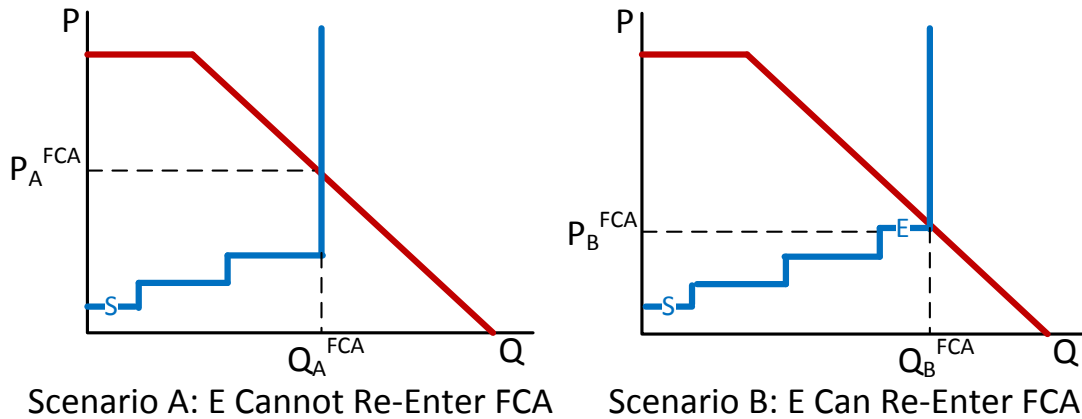 P
P_A^FCA
S
Q_A^FCA
Q
Scenario A: E Cannot Re-Enter FCA
P
P_B^FCA
E
S
Q_B^FCA
Q
Scenario B: E Can Re-Enter FCA